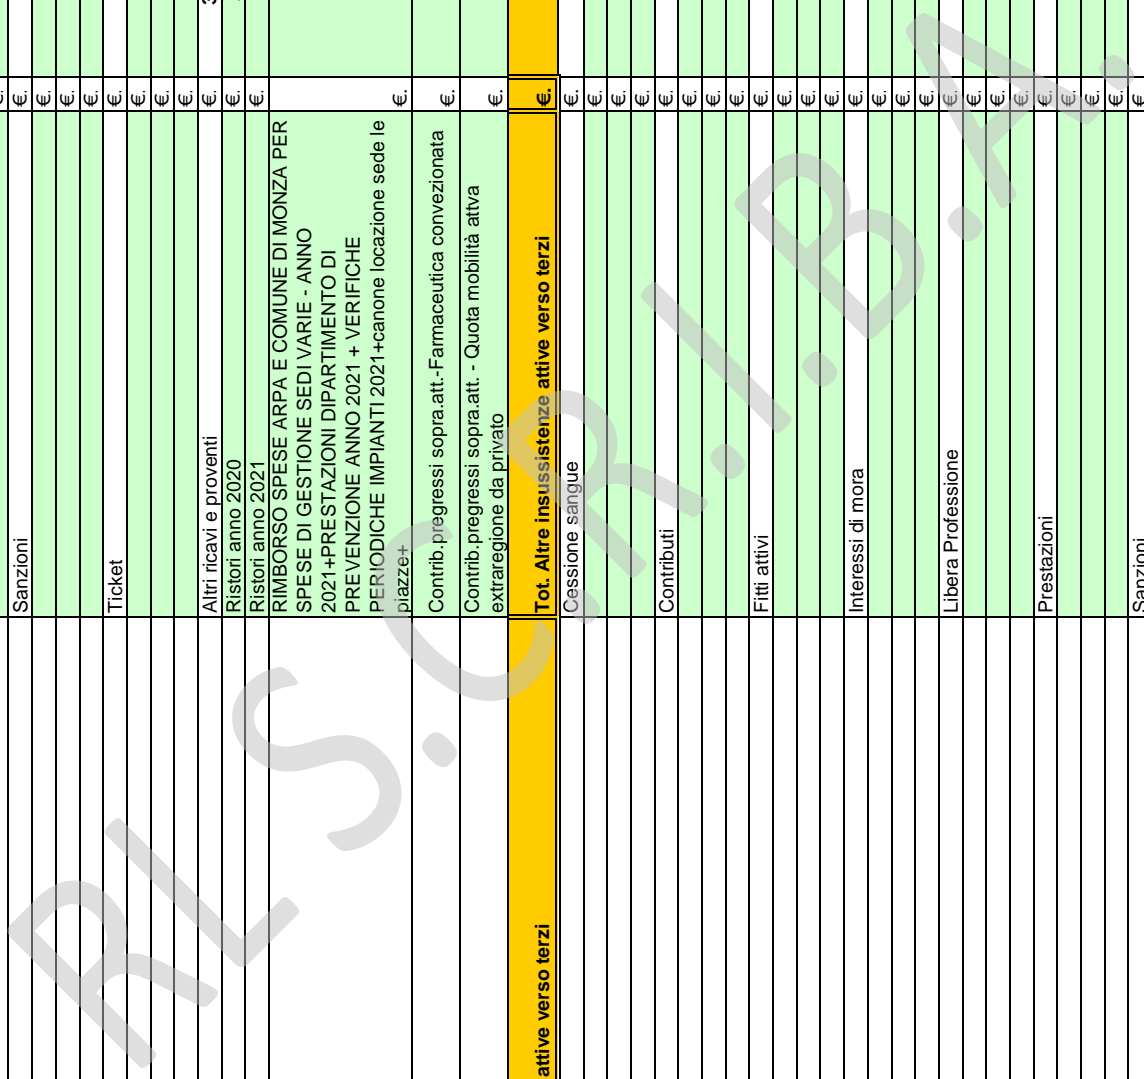 €.
Sanzioni €.
€.
€.
€.
Ticket €.
€.
€.
€.
Altri ricavi e proventi €.
Ristori anno 2020 €.
Ristori anno 2021 €.
RIMBORSO SPESE ARPA E COMUNE DI MONZA PER
SPESE DI GESTIONE SEDI VARIE - ANNO
2021+PRESTAZIONI DIPARTIMENTO DI
PREVENZIONE ANNO 2021 + VERIFICHE
PERIODICHE IMPIANTI 2021+canone locazione sede le
piazze+ €.
Contrib.pregressi sopra.att.-Farmaceutica convezionata €.
Contrib.pregressi sopra.att. - Quota mobilità attva
extraregione da privato €.
attive verso terzi Tot. Altre insussistenze attive verso terzi €.
Cessione sangue €.
€.
€.
€.
Contributi €.
€.
€.
€.
Fitti attivi €.
€.
€.
€.
Interessi di mora €.
€.
€.
€.
Libera Professione €.
€.
€.
€.
Prestazioni €.
€.
€.
€.
Sanzioni €.
RL S.C.R.I.B.A.